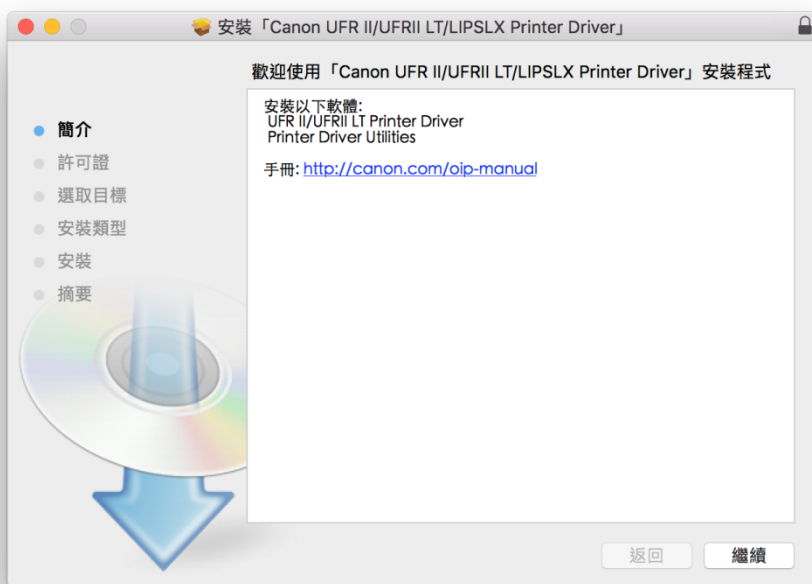 安裝「Canon UFR II/UFRII LT/LIPSLX Printer Driver」
歡迎使用「Canon UFR II/UFRII LT/LIPSLX Printer Driver」安裝程式
簡介
許可證
選取目標
安裝類型
安裝
摘要
安裝以下軟體:
UFR II/UFRII LT Printer Driver
Printer Driver Utilities
手冊: http://canon.com/oip-manual
返回
繼續